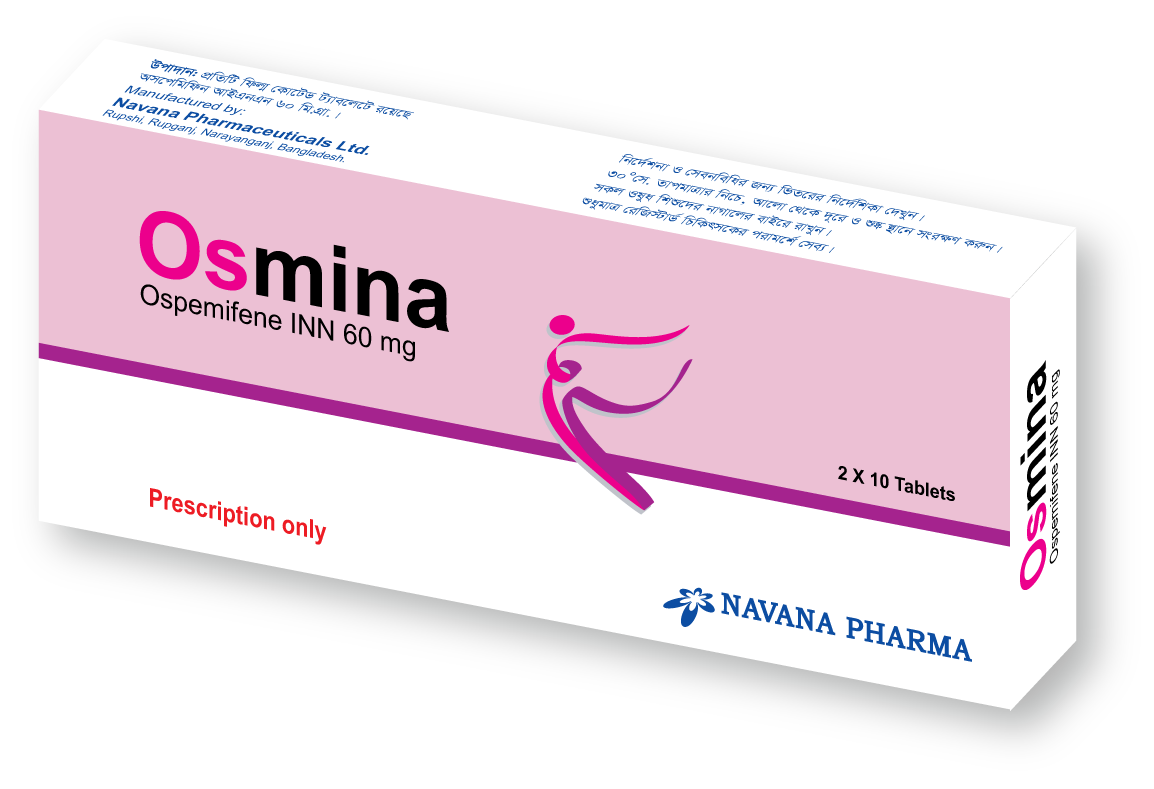 উপাদান: প্রতিটি ফিল্ম কোটেড ট্যাবলেটে রয়েছে
অসপেমিফিন আইএনএন ৬০ মি.গ্রা. ।
Manufactured by:
Navana Pharmaceuticals Ltd.
Rupshi, Rupganj, Narayanganj, Bangladesh.
নির্দেশনা ও সেবনবিধির জন্য ভিতরের নির্দেশিকা দেখুন ।
৩০°সে. তাপমাত্রার নিচে, আলো থেকে দূরে ও শুষ্ক স্থানে সংরক্ষণ করুন ।
সকল ওষুধ শিশুদের নাগালের বাইরে রাখুন ।
শুধুমাত্র রেজিস্টার্ড চিকিৎসকের পরামর্শে সেব্য ।
Osmina
Ospemifene INN 60 mg
2 X 10 Tablets
Prescription only
NAVANA PHARMA
Osmina
Ospemifene INN 60 mg